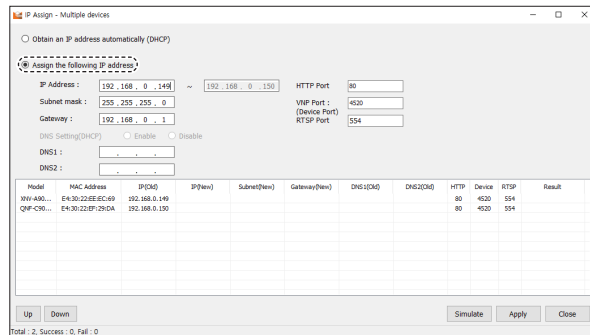 IP Assign - Multiple devices
Obtain an IP address automatically (DHCP)
Assign the following IP address
IP Address : 192 . 168 . 0 . 149 ~ 192 . 168 . 0 . 150 HTTP Port 80
Subnet mask : 255 . 255 . 255 . 0 VNP Port : 4520
(Device Port)
Gateway : 192 . 168 . 0 . 1 RTSP Port 554
DNS Setting(DHCP) Enable Disable
DNS1 : . . .
DNS2 : . . .
Model MAC Address IP(Old) IP(New) Subnet(New) Gateway(New) DNS1(Old) DNS2(Old) HTTP Device RTSP Result
XNV-A90... E4:30:22:EE:EC:69 192.168.0.149 80 4520 554
QNF-C90... E4:30:22:EF:29:DA 192.168.0.150 80 4520 554
Up Down Simulate Apply Close
Total : 2, Success : 0, Fail : 0